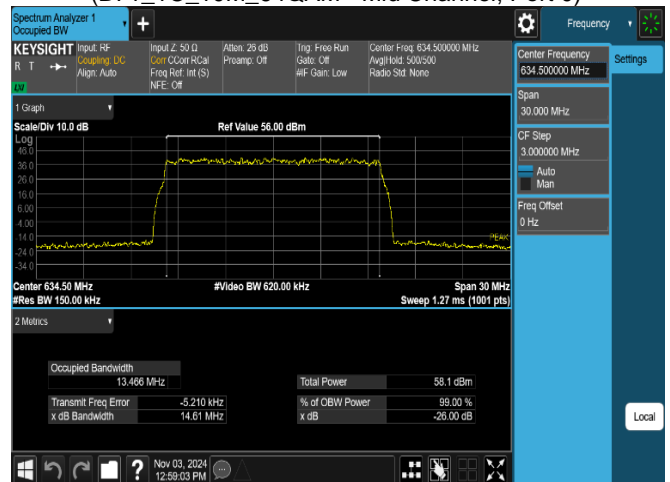 Spectrum Analyzer 1
Occupied BW
Frequency
KEYSIGHT
R T
LXI
Input: RF
Coupling: DC
Align: Auto
Input Z: 50 Ω
Corr CCorr RCal
Freq Ref: Int (S)
NFE: Off
Atten: 26 dB
Preamp: Off
Trig: Free Run
Gate: Off
#IF Gain: Low
Center Freq: 634.500000 MHz
Avg|Hold: 500/500
Radio Std: None
1 Graph
Scale/Div 10.0 dB
Ref Value 56.00 dBm
Log
46.0
36.0
26.0
16.0
6.00
-4.00
-14.0
-24.0
-34.0
PEAK
Center 634.50 MHz
#Video BW 620.00 kHz
Span 30 MHz
#Res BW 150.00 kHz
Sweep 1.27 ms (1001 pts)
2 Metrics
Occupied Bandwidth
13.466 MHz
Total Power 58.1 dBm
Transmit Freq Error -5.210 kHz
% of OBW Power 99.00 %
x dB Bandwidth 14.61 MHz
x dB -26.00 dB
Center Frequency
634.500000 MHz
Settings
Span
30.000 MHz
CF Step
3.000000 MHz
Auto
Man
Freq Offset
0 Hz
Local
Nov 03, 2024
12:59:03 PM